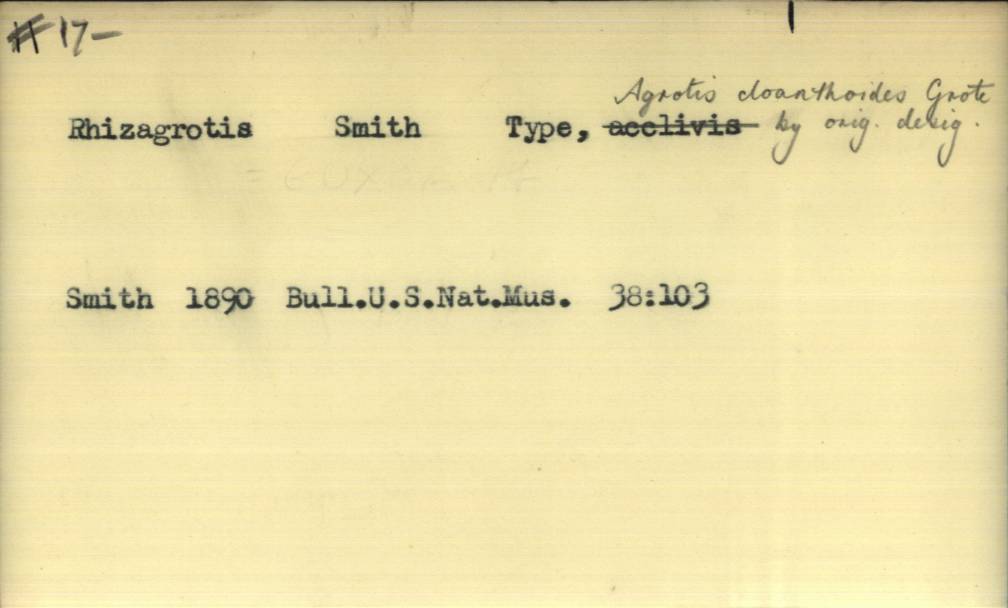 # 17-
Agrotis cloanthoides Grote
Rhizagrotis Smith Type, acclivis by orig. desig.
Smith 1890 Bull.U.S.Nat.Mus. 38:103